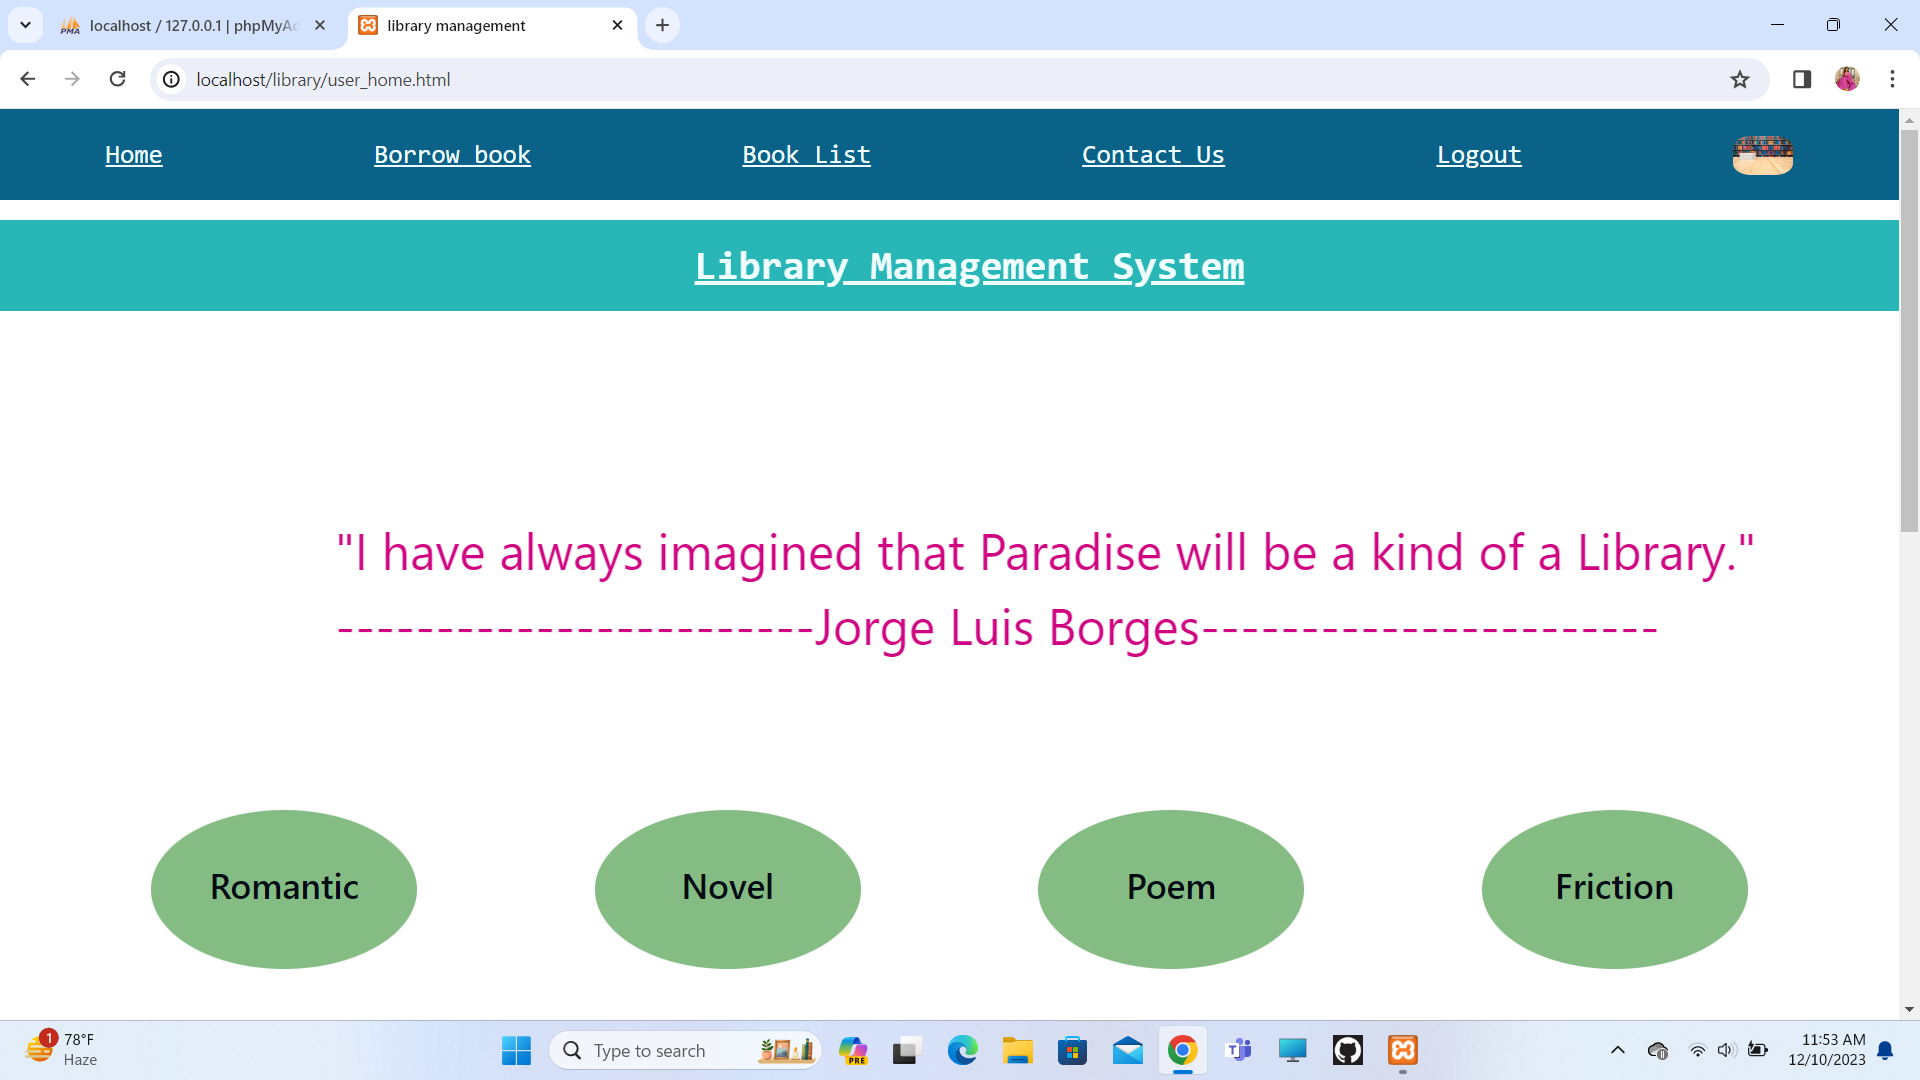 localhost / 127.0.0.1 | phpMyAc
library management
localhost/library/user_home.html
Home Borrow book Book List Contact Us Logout
Library Management System
"I have always imagined that Paradise will be a kind of a Library."
------------------------Jorge Luis Borges-----------------------
Romantic Novel Poem Friction
1
78°F
Haze
Type to search
PRE
11:53 AM
12/10/2023